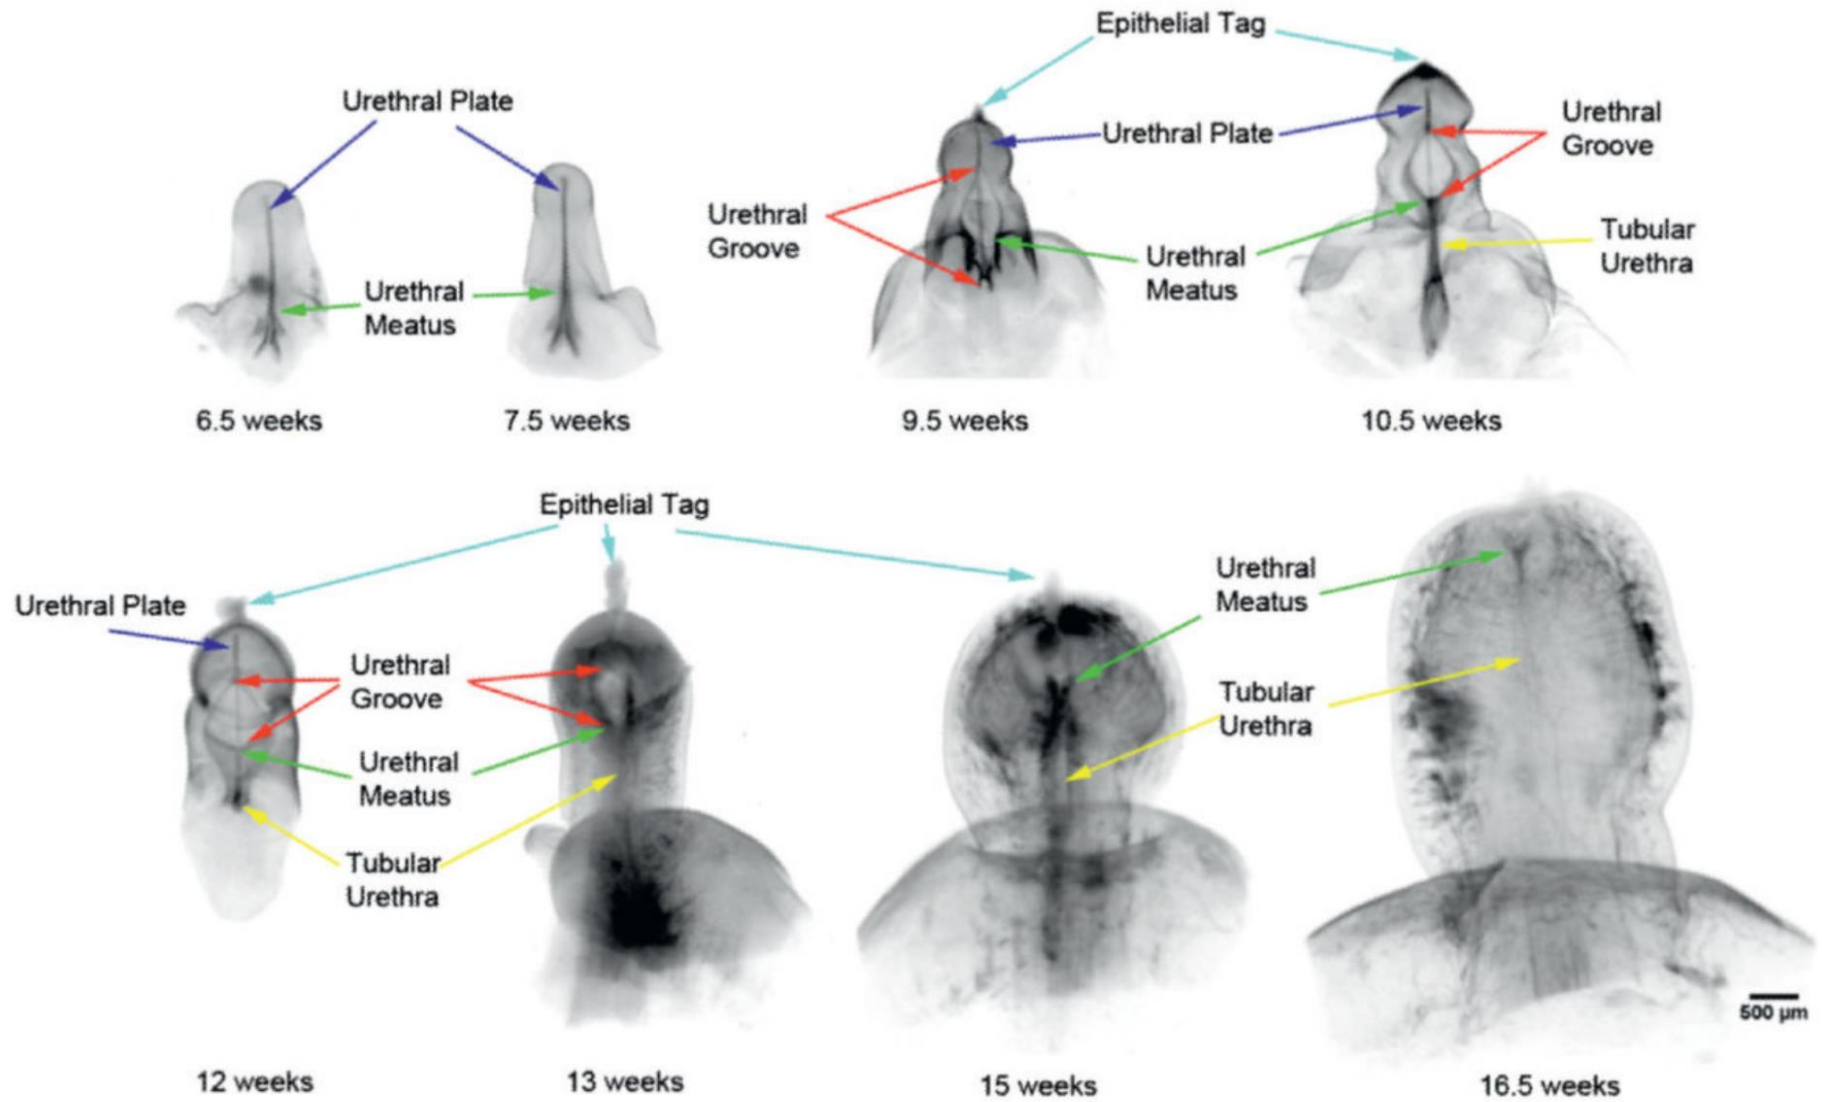 Epithelial Tag
Urethral Plate
Urethral Plate
Urethral
Groove
Urethral
Groove
Urethral
Meatus
Urethral
Meatus
Tubular
Urethra
6.5 weeks
7.5 weeks
9.5 weeks
10.5 weeks
Epithelial Tag
Urethral Plate
Urethral
Groove
Urethral
Meatus
Tubular
Urethra
Urethral
Meatus
Tubular
Urethra
500 µm
12 weeks
13 weeks
15 weeks
16.5 weeks